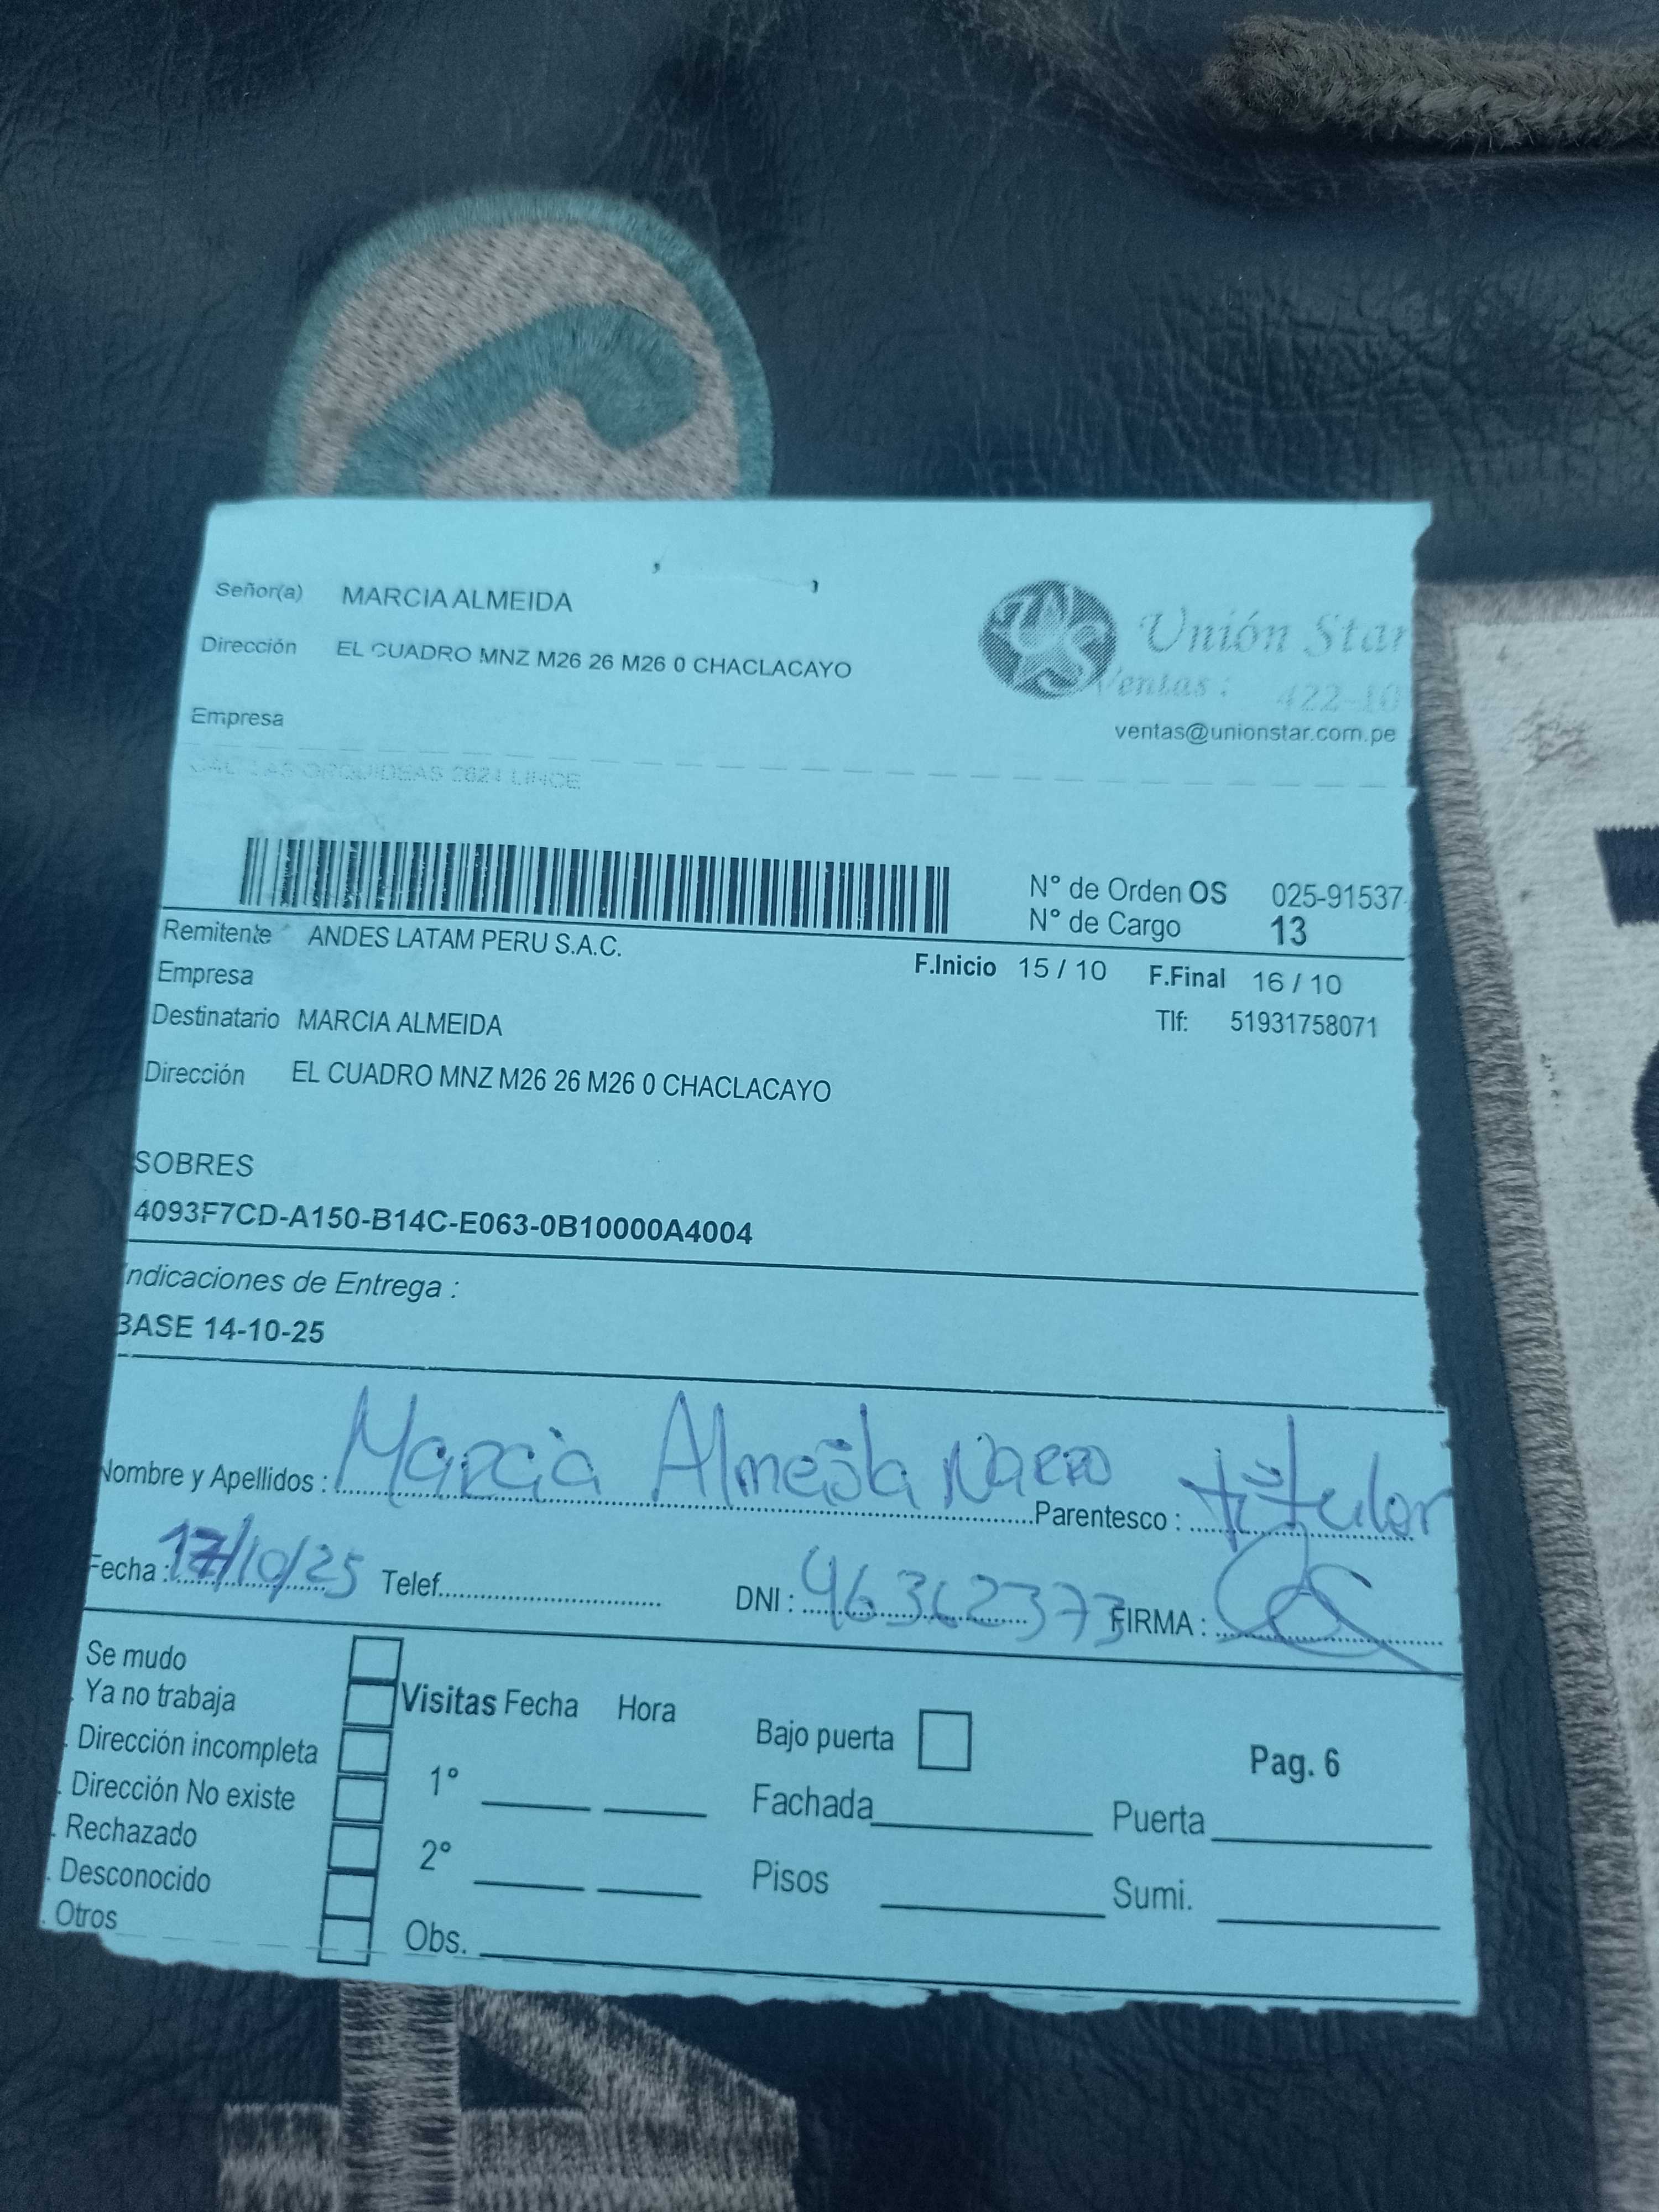 Señor(a) MARCIA ALMEIDA
Dirección EL CUADRO MNZ M26 26 M26 0 CHACLACAYO
Unión Star
Ventas : 422-10
Empresa
ventas@unionstar.com.pe
CAL LAS ORQUIDEAS 2621 LINCE
N° de Orden OS 025-91537
N° de Cargo 13
Remitente ANDES LATAM PERU S.A.C.
Empresa
F.Inicio 15 / 10 F.Final 16 / 10
Destinatario MARCIA ALMEIDA
Tlf: 51931758071
Dirección EL CUADRO MNZ M26 26 M26 0 CHACLACAYO
SOBRES
4093F7CD-A150-B14C-E063-0B10000A4004
Indicaciones de Entrega :
BASE 14-10-25
Nombre y Apellidos : Marcia Almeida Parentesco : titular
Fecha : 17/10/25 Telef. DNI : 46362373 FIRMA :
Se mudo
Ya no trabaja
Dirección incompleta
Dirección No existe
Rechazado
Desconocido
Otros
Visitas Fecha Hora
1°
2°
Obs.
Bajo puerta
Pag. 6
Fachada Puerta
Pisos Sumi.